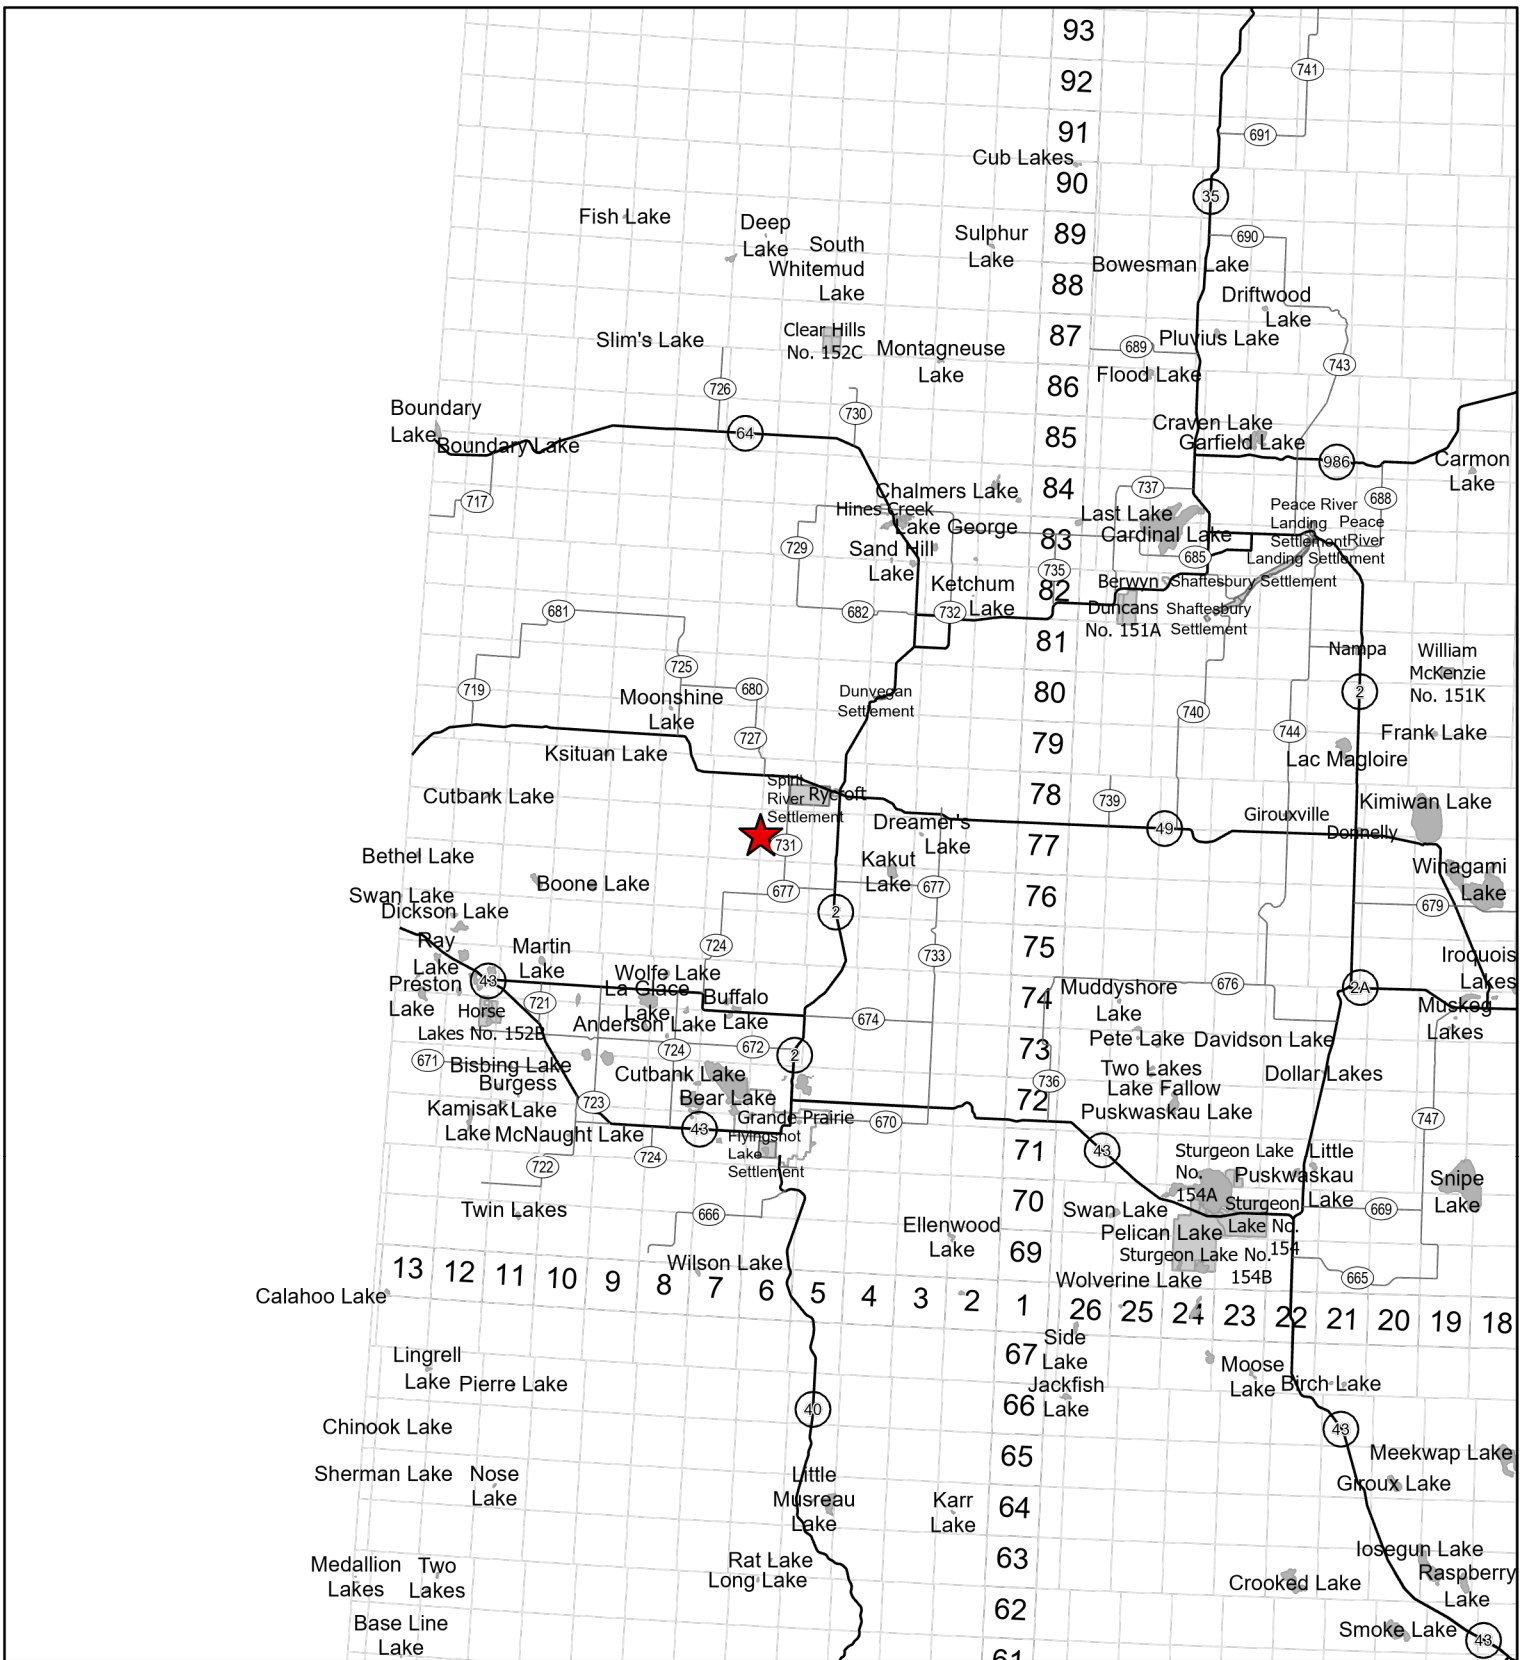 93
741
92
91
691
Cub Lakes
90
35
Fish Lake
Deep
Lake
South
Whitemud
Lake
Sulphur
Lake
89
690
Bowesman Lake
88
Driftwood
Lake
Slim's Lake
Clear Hills
No. 152C
Montagneuse
Lake
87
689
Pluvius Lake
743
726
86
Flood Lake
Boundary
Lake
730
64
Boundary Lake
85
Craven Lake
Garfield Lake
986
Carmon
Lake
717
Chalmers Lake
84
737
688
Hines Creek
Lake George
Last Lake
Peace River
Landing
Settlement
Peace
River
Landing Settlement
729
Sand Hill
Lake
83
Cardinal Lake
685
735
Ketchum
Lake
82
Berwyn
Shaftesbury Settlement
681
682
732
Duncans
No. 151A
Shaftesbury
Settlement
81
Nampa
William
McKenzie
No. 151K
725
719
680
Moonshine
Lake
Dunvegan
Settlement
80
2
740
727
79
744
Frank Lake
Ksituan Lake
Lac Magloire
Cutbank Lake
Spirit
River
Settlement
Rycroft
78
739
Kimiwan Lake
Girouxville
Dreamer's
Lake
49
Donnelly
731
77
Bethel Lake
Kakut
Lake
Winagami
Lake
Boone Lake
677
677
76
Swan Lake
Dickson Lake
2
679
Ray
Lake
Martin
Lake
724
75
733
Iroquois
Lakes
43
Wolfe Lake
Preston
Lake
La Glace
Lake
Buffalo
Lake
74
Muddyshore
Lake
676
2A
Muskeg
Lakes
721
Horse
Lakes No. 152B
Anderson Lake
674
73
Pete Lake
Davidson Lake
724
672
2
671
Bisbing Lake
Cutbank Lake
736
Two Lakes
Dollar Lakes
Burgess
Lake
Lake Fallow
Bear Lake
72
723
Kamisak
Lake
Puskwaskau Lake
747
Grande Prairie
670
McNaught Lake
43
Flyingshot
Lake
Settlement
71
43
724
722
Sturgeon Lake
No.
154A
Little
Puskwaskau
Lake
Snipe
Lake
70
Twin Lakes
666
Swan Lake
Sturgeon
Lake No.
154
669
Ellenwood
Lake
Pelican Lake
69
Sturgeon Lake No.
154B
Wilson Lake
665
Wolverine Lake
13 12 11 10 9 8 7 6 5 4 3 2 1 26 25 24 23 22 21 20 19 18
Calahoo Lake
67
Side
Lake
Lingrell
Lake
Pierre Lake
Moose
Lake
Birch Lake
66
Jackfish
Lake
40
Chinook Lake
43
65
Meekwap Lake
Sherman Lake
Nose
Lake
Giroux Lake
Little
Musreau
Lake
Karr
Lake
64
63
Iosegun Lake
Medallion
Lakes
Two
Lakes
Rat Lake
Long Lake
Crooked Lake
Raspberry
Lake
62
Base Line
Lake
Smoke Lake
43
61